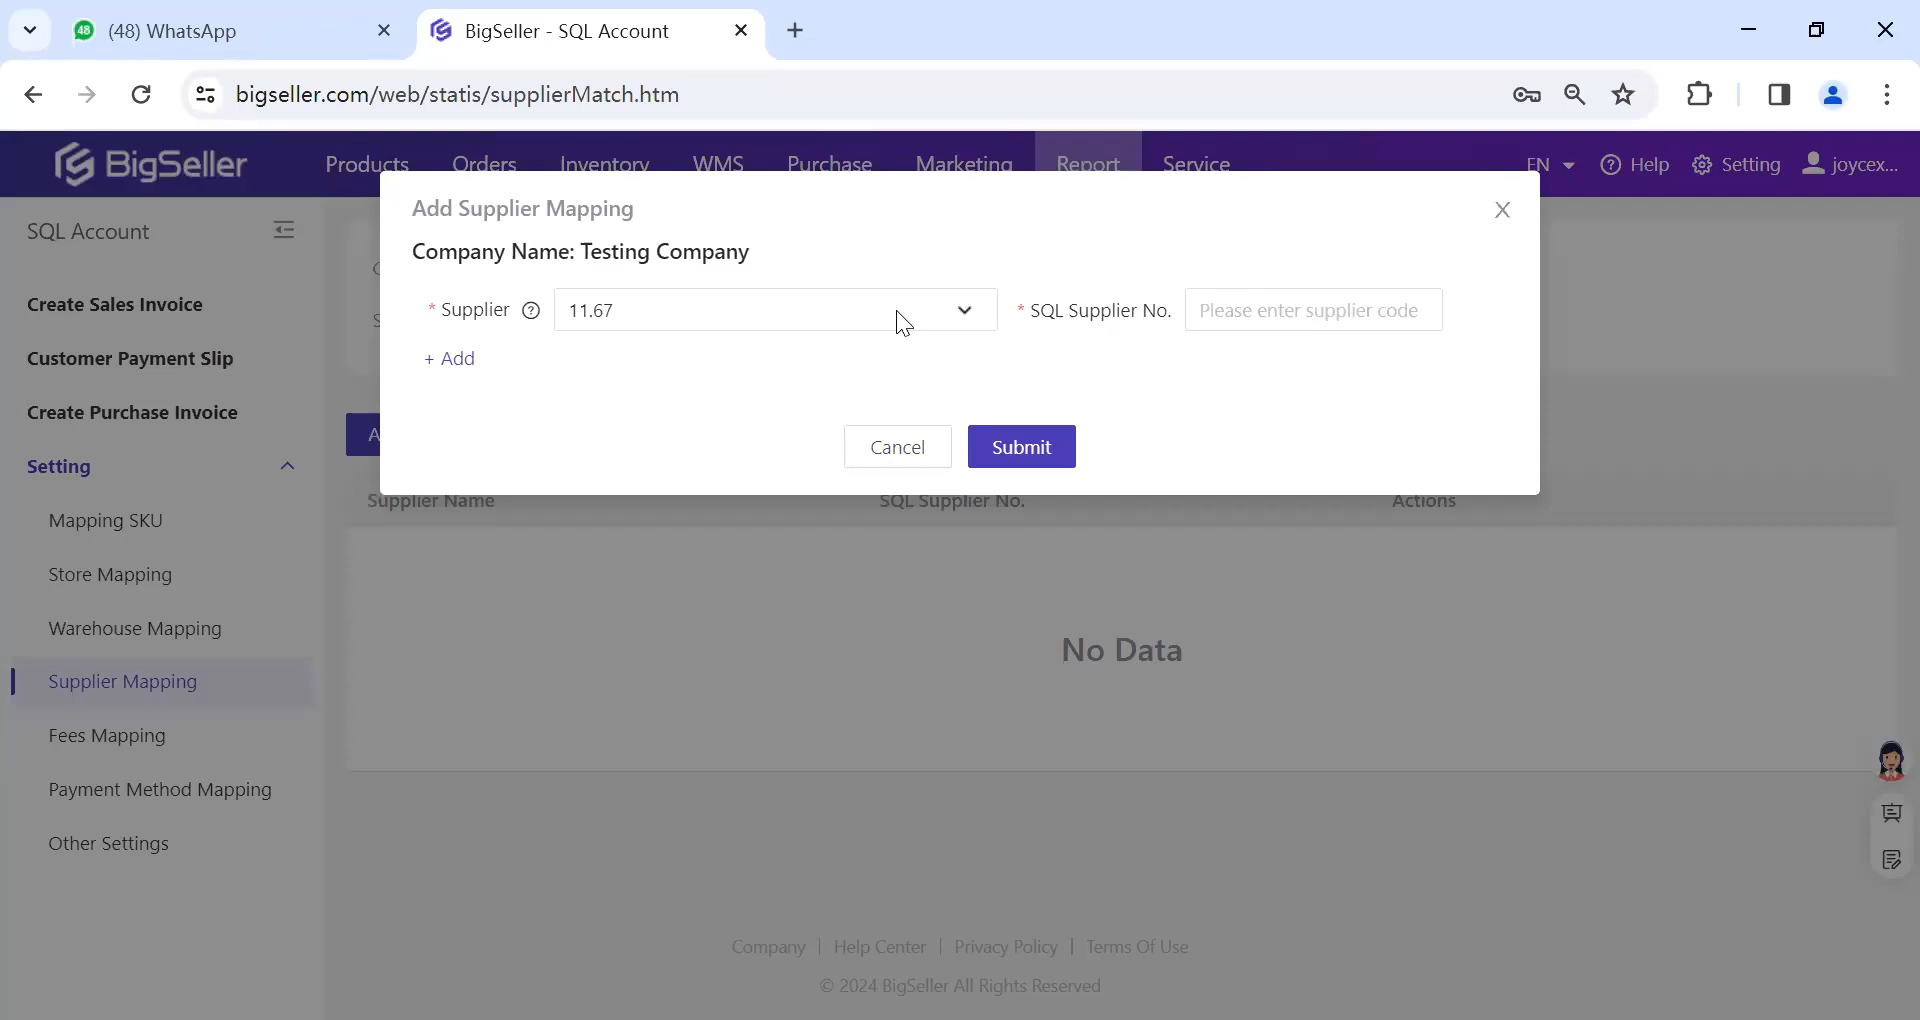 48
(48) WhatsApp
BigSeller - SQL Account
bigseller.com/web/statis/supplierMatch.htm
BigSeller
Products
Orders
Inventory
WMS
Purchase
Marketing
Report
Service
EN
Help
Setting
joycex...
SQL Account
Create Sales Invoice
Customer Payment Slip
Create Purchase Invoice
Setting
Mapping SKU
Store Mapping
Warehouse Mapping
Supplier Mapping
Fees Mapping
Payment Method Mapping
Other Settings
Add Supplier Mapping
Company Name: Testing Company
* Supplier
11.67
* SQL Supplier No.
Please enter supplier code
+ Add
Cancel
Submit
Supplier Name
SQL Supplier No.
Actions
No Data
Company | Help Center | Privacy Policy | Terms Of Use
© 2024 BigSeller All Rights Reserved